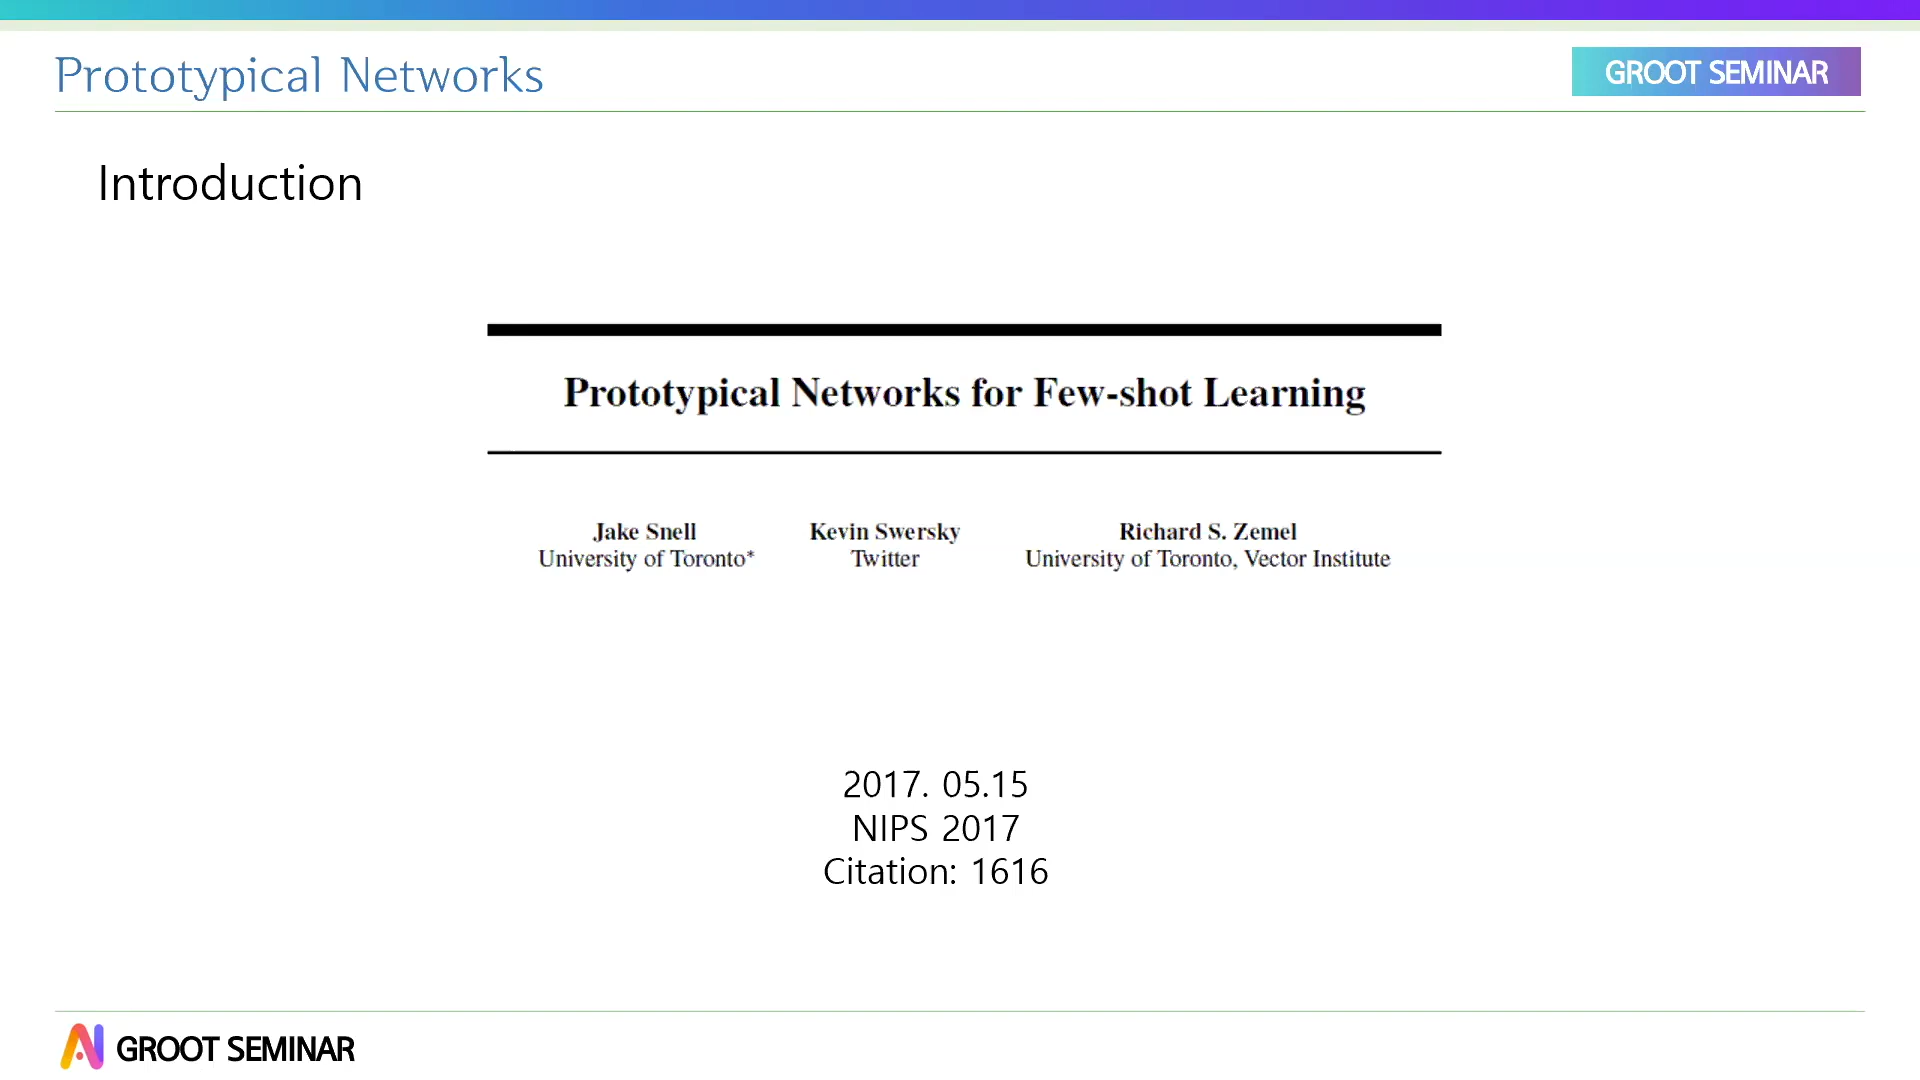 Prototypical Networks
GROOT SEMINAR
Introduction
Prototypical Networks for Few-shot Learning
Jake Snell
University of Toronto*
Kevin Swersky
Twitter
Richard S. Zemel
University of Toronto, Vector Institute
2017. 05.15
NIPS 2017
Citation: 1616
GROOT SEMINAR